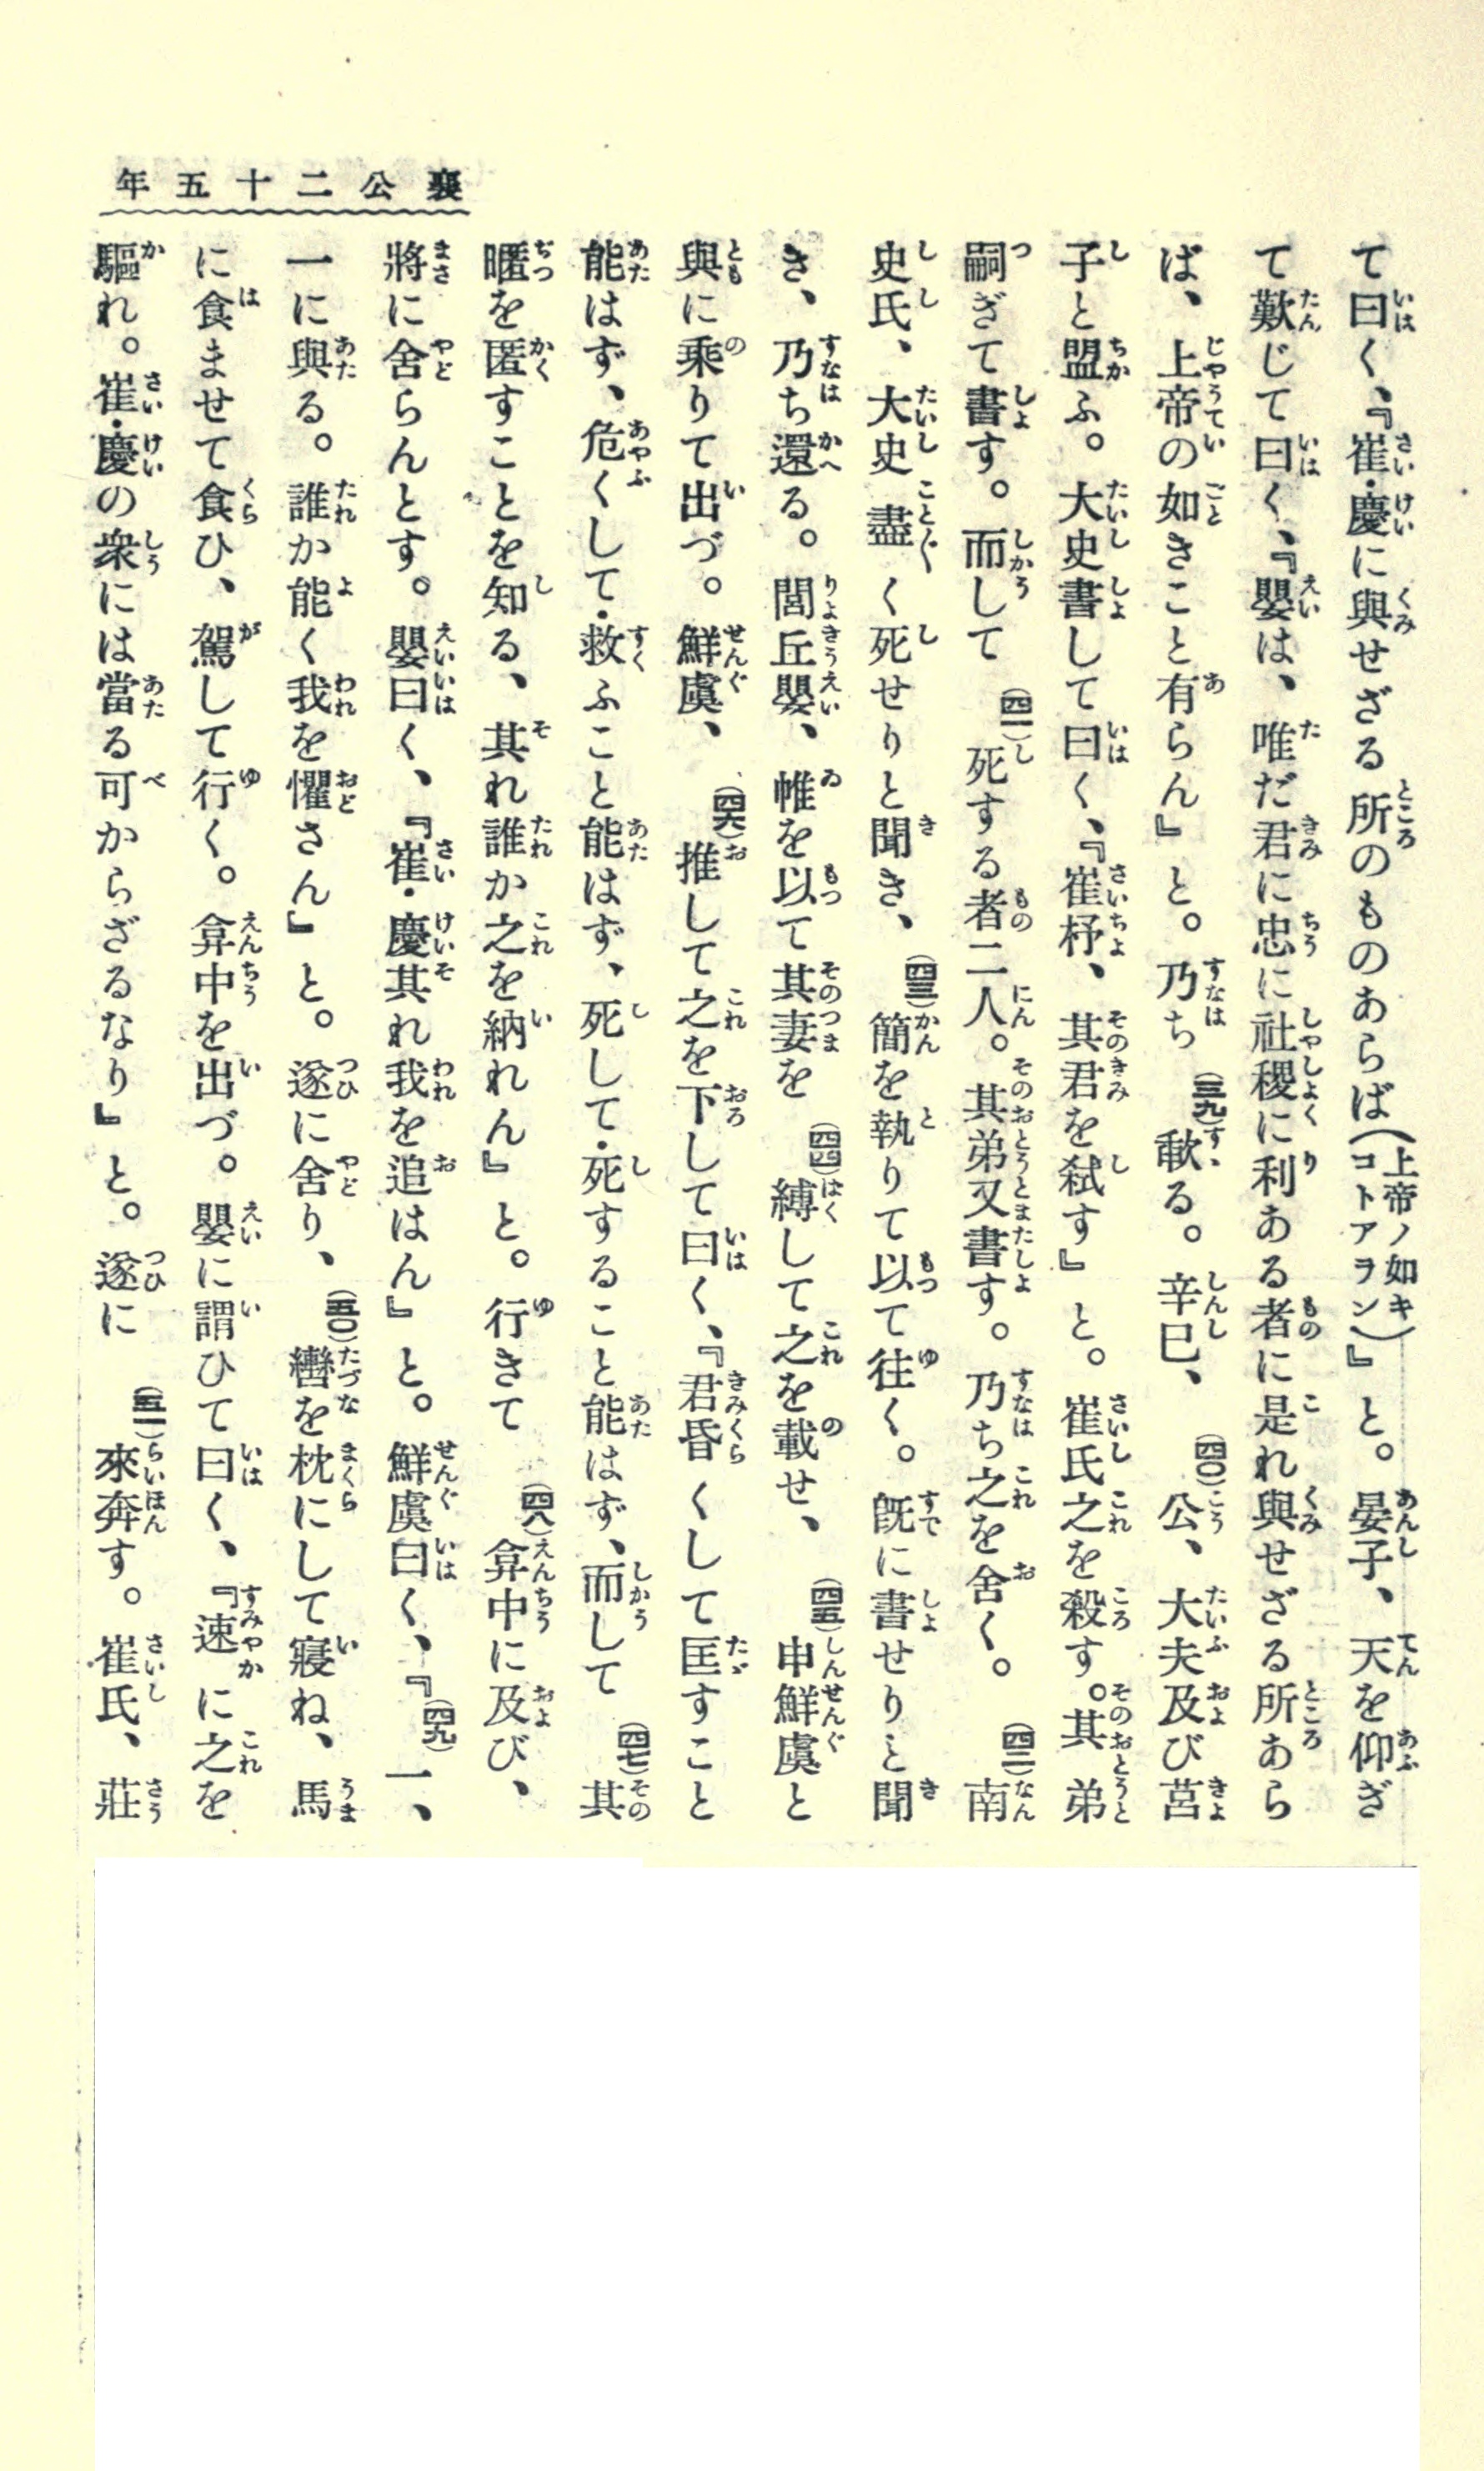 襄公二十五年
て曰く、『崔・慶に與せざる所のものあらば(上帝ノ如キコトアラン)』と。晏子、天を仰ぎ
て歎じて曰く、『嬰は、唯だ君に忠に社稷に利ある者に是れ與せざる所あら
ば、上帝の如きこと有らん』と。乃ち(三九)歃る。辛巳、(四〇)公、大夫及び莒
子と盟ふ。大史書して曰く、『崔杼、其君を弑す』と。崔氏之を殺す。其弟
嗣ぎて書す。而して(四一)死する者二人。其弟又書す。乃ち之を舍く。(四二)南
史氏、大史盡く死せりと聞き、(四三)簡を執りて以て往く。旣に書せりと聞
き、乃ち還る。閭丘嬰、帷を以て其妻を(四四)縛して之を載せ、(四五)申鮮虞と
與に乘りて出づ。鮮虞、(四六)推して之を下して曰く、『君昏くして匡すこと
能はず、危くして・救ふこと能はず、死して・死すること能はず、而して(四七)其
暱を匿すことを知る、其れ誰か之を納れん』と。行きて(四八)弇中に及び、
將に舍らんとす。嬰曰く、『崔・慶其れ我を追はん』と。鮮虞曰く、『(四九)一、
一に與る。誰か能く我を懼さん』と。遂に舍り、(五〇)轡を枕にして寢ね、馬
に食ませて食ひ、駕して行く。弇中を出づ。嬰に謂ひて曰く、『速に之を
驅れ。崔・慶の衆には當る可からざるなり』と。遂に(五一)來奔す。崔氏、莊